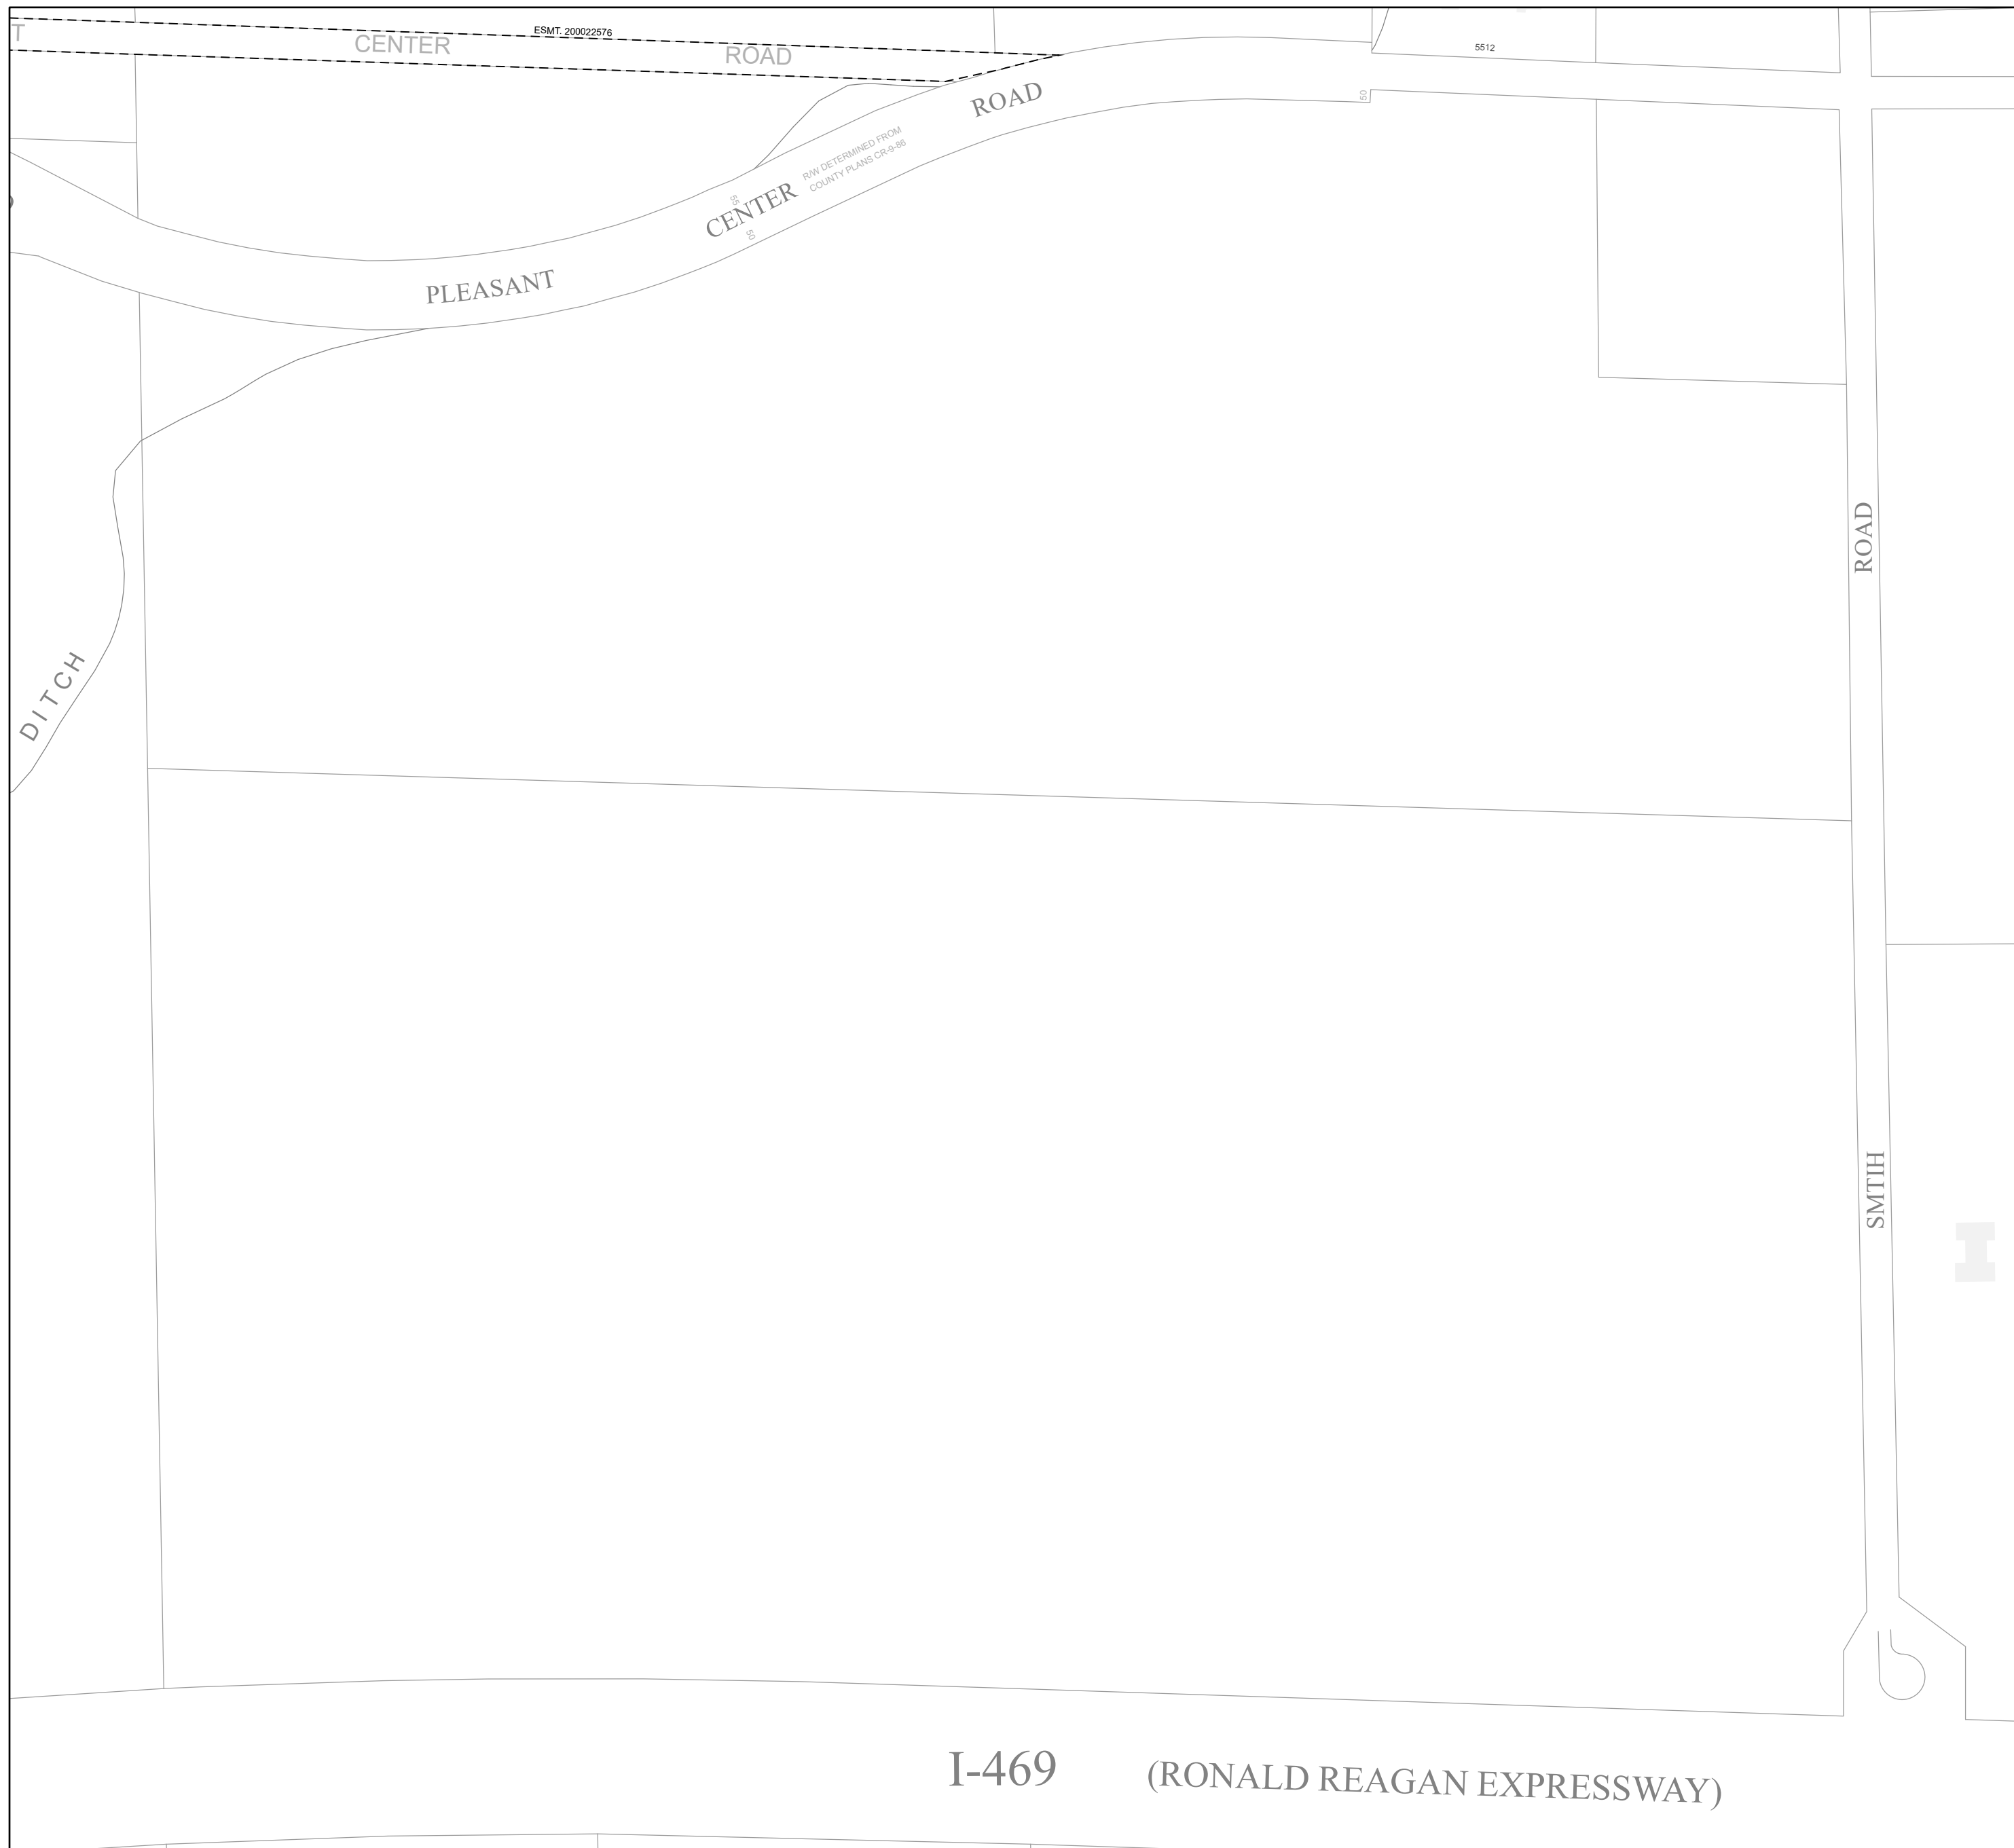 T
CENTER
ESMT. 200022576
ROAD
5512
50
ROAD
R/W DETERMINED FROM
COUNTY PLANS CR-9-86
55
CENTER
50
PLEASANT
ROAD
DITCH
SMTIH
I
I-469
(RONALD REAGAN EXPRESSWAY)